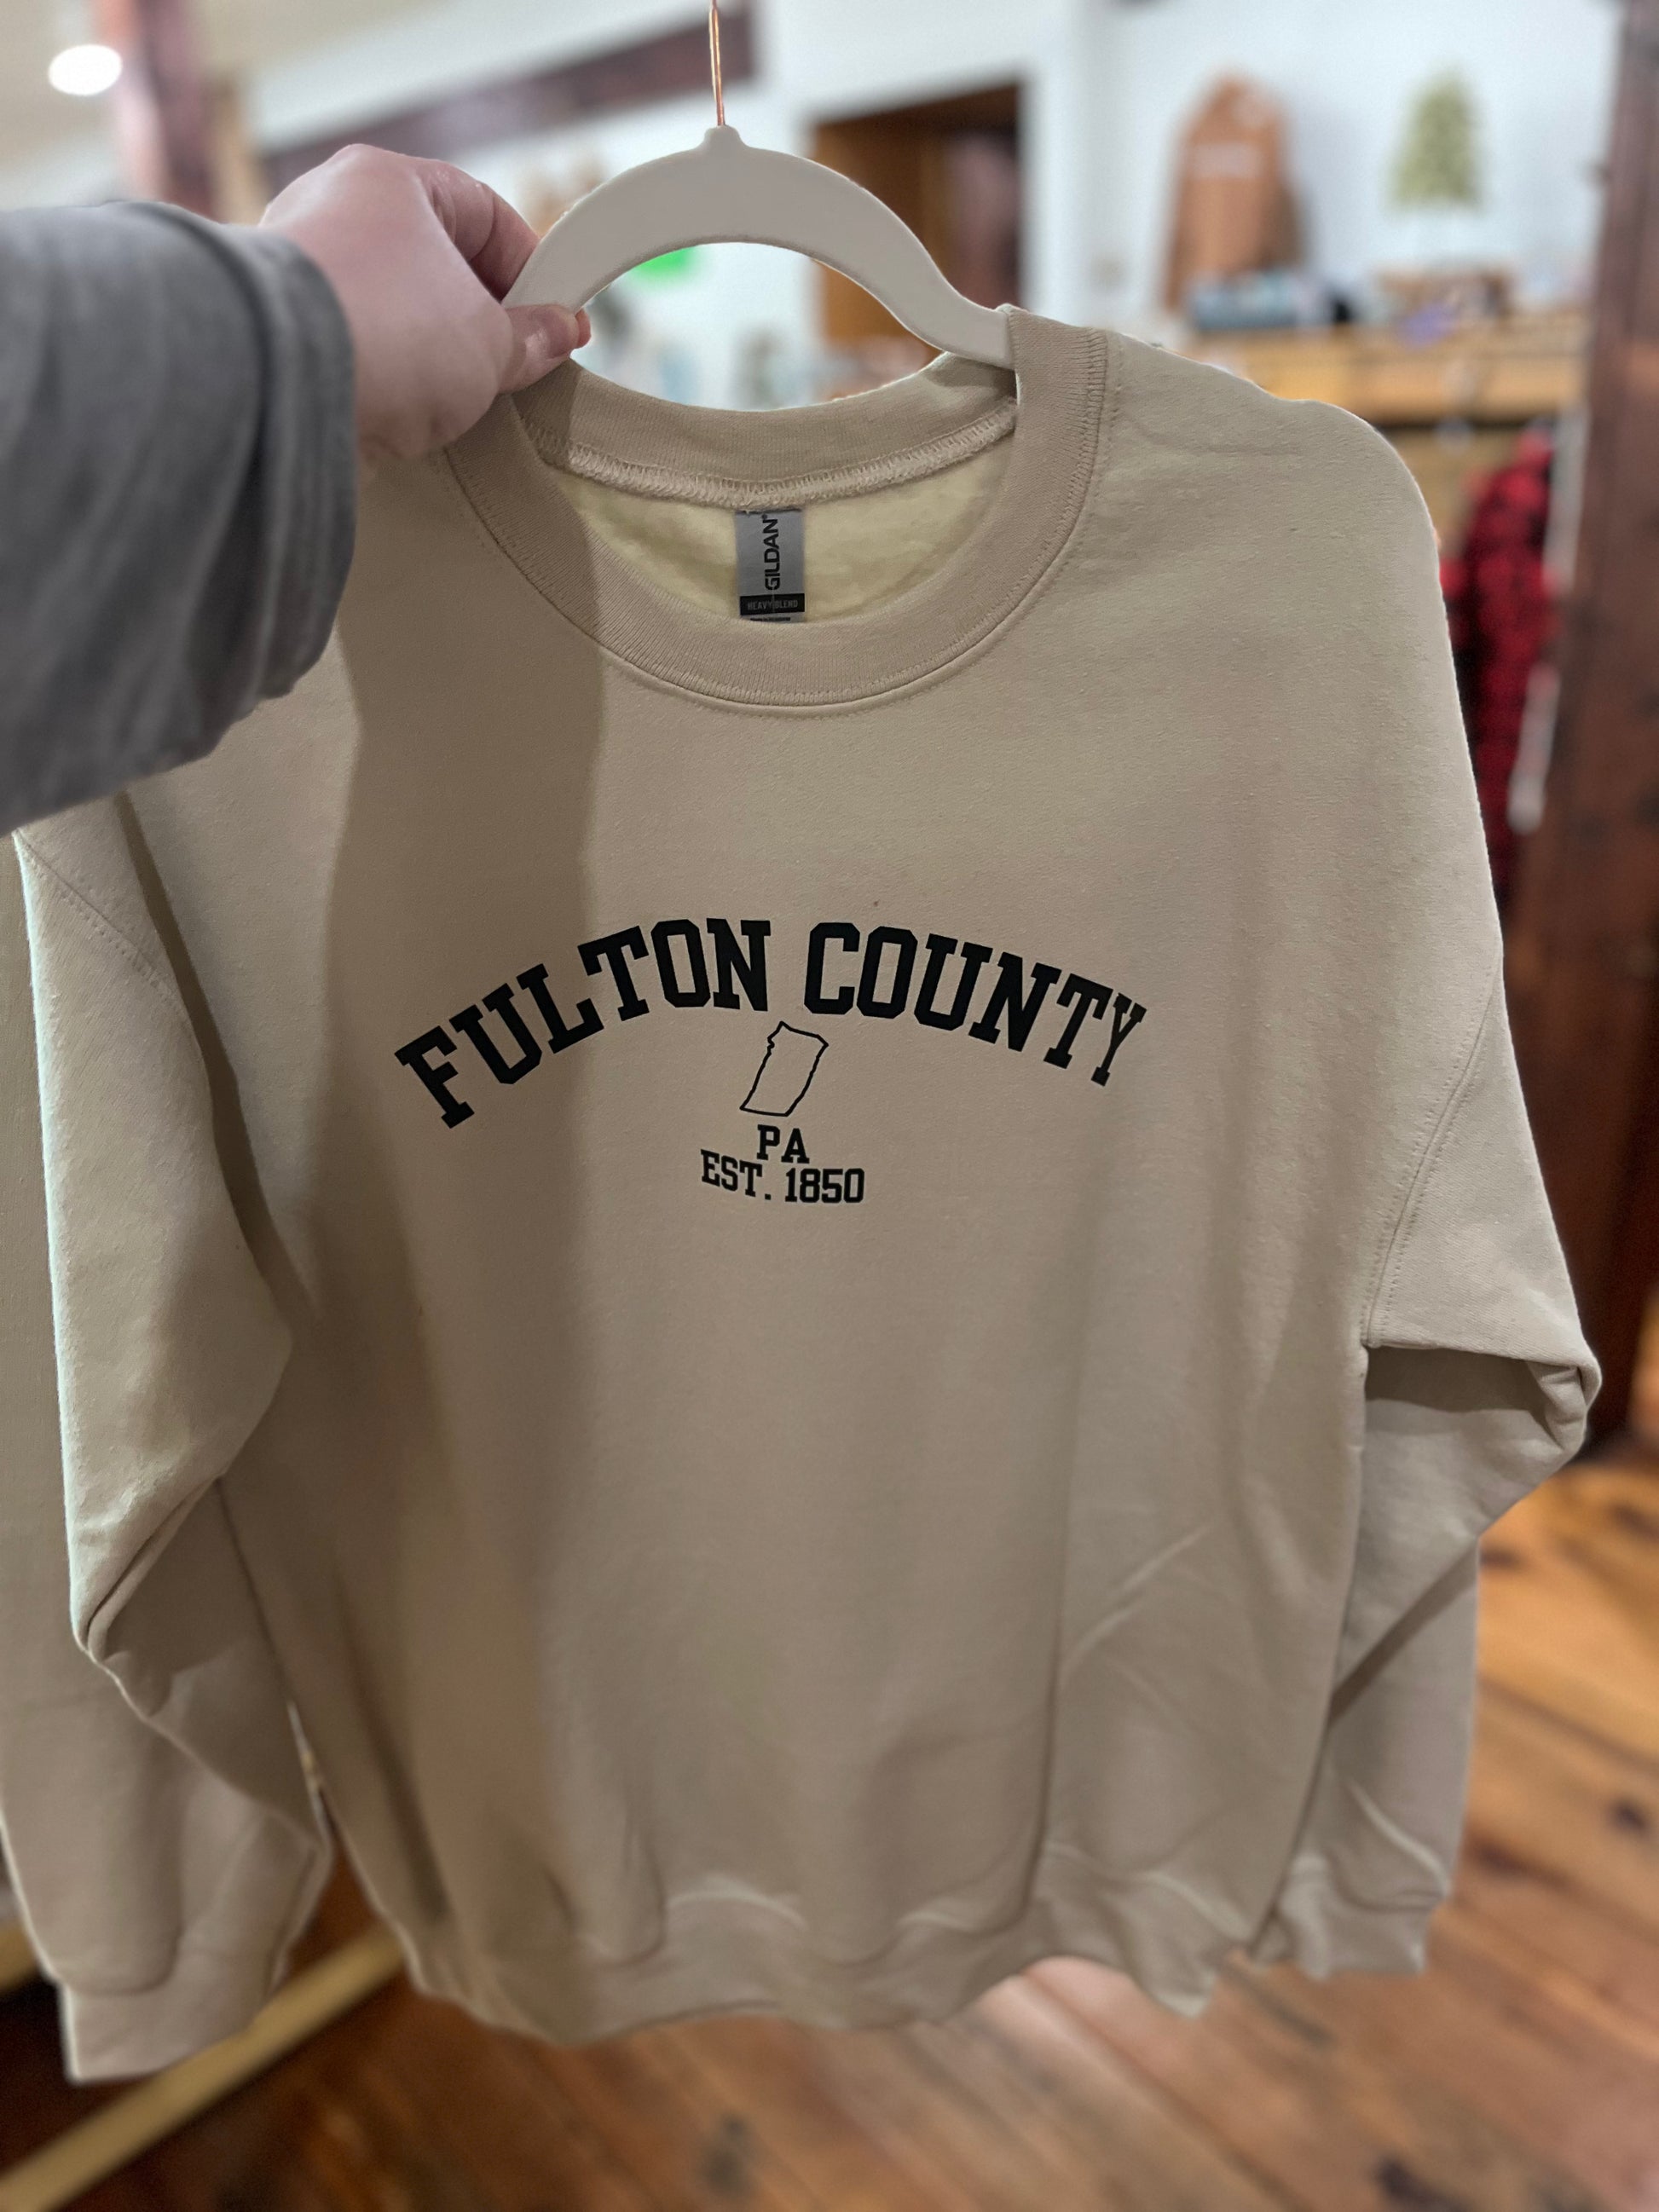 GILDAN®
HEAVY BLEND
FULTON COUNTY
PA
EST. 1850